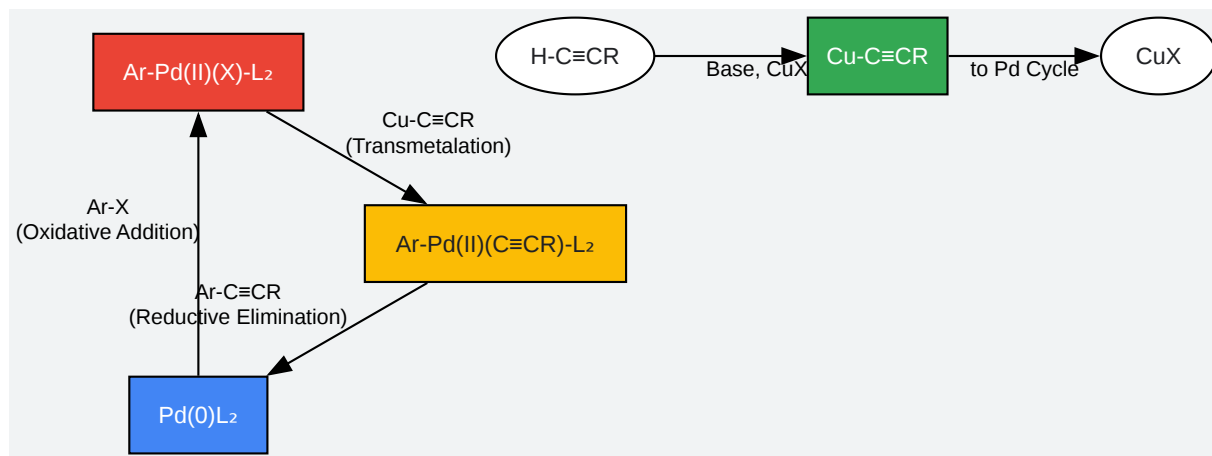 Ar-Pd(II)(X)-L₂
H-C≡CR
Base, CuX
Cu-C≡CR
to Pd Cycle
CuX
Cu-C≡CR
(Transmetalation)
Ar-X
(Oxidative Addition)
Ar-Pd(II)(C≡CR)-L₂
Ar-C≡CR
(Reductive Elimination)
Pd(0)L₂